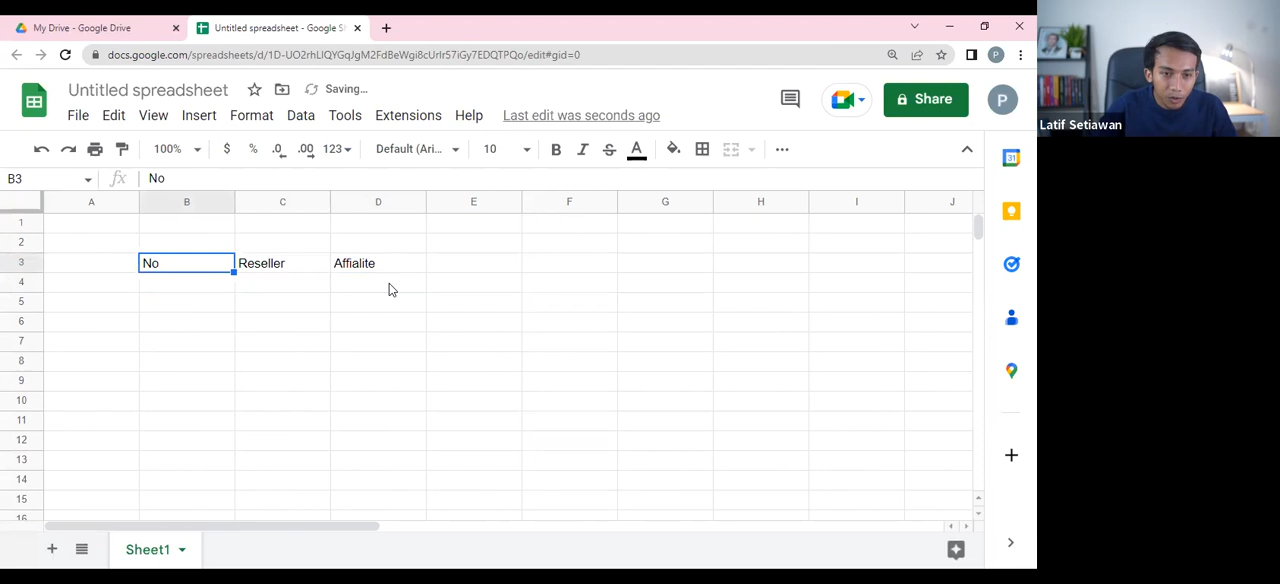 My Drive - Google Drive
Untitled spreadsheet - Google S
docs.google.com/spreadsheets/d/1D-UO2rhLlQYGgJgM2FdBeWgi8cUrlr57iGy7EDQTPQo/edit#gid=0
P
Untitled spreadsheet
Saving...
File Edit View Insert Format Data Tools Extensions Help Last edit was seconds ago
Share
P
Latif Setiawan
100% $ % .0 .00 123 Default (Ari... 10 B I S A
B3 fx No
A B C D E F G H I J
1
2
3 No Reseller Affialite
4
5
6
7
8
9
10
11
12
13
14
15
16
Sheet1
31